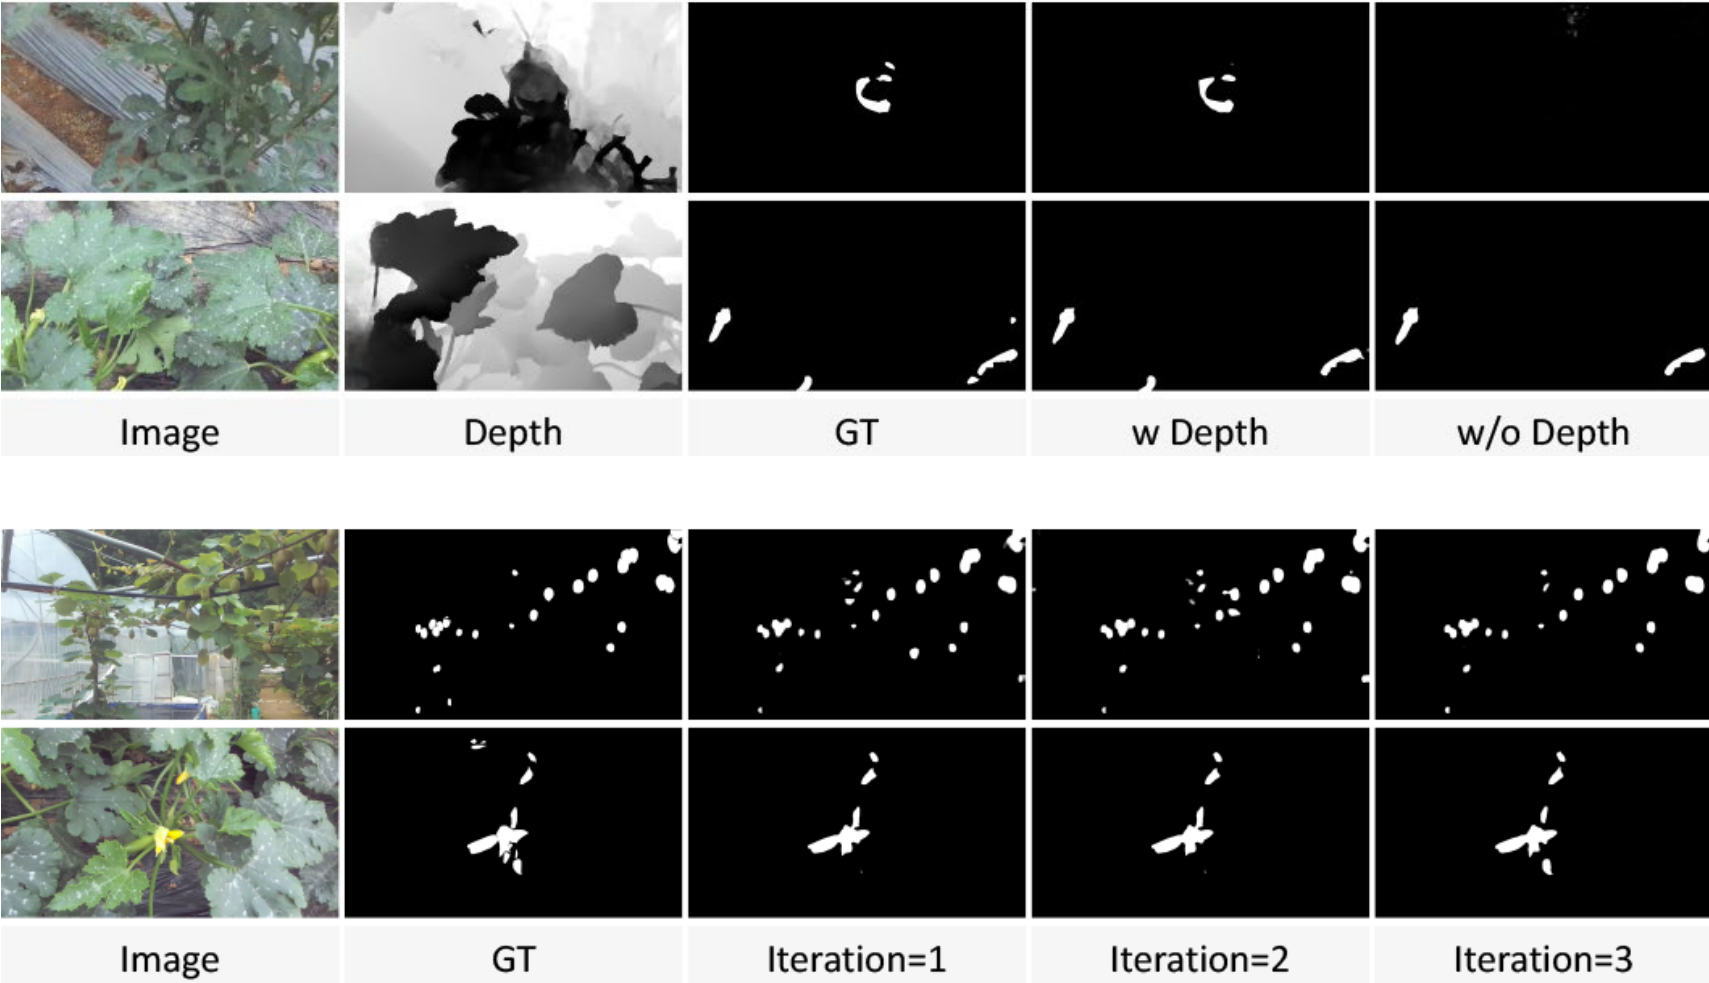 Image Depth GT w Depth w/o Depth
Image GT Iteration=1 Iteration=2 Iteration=3